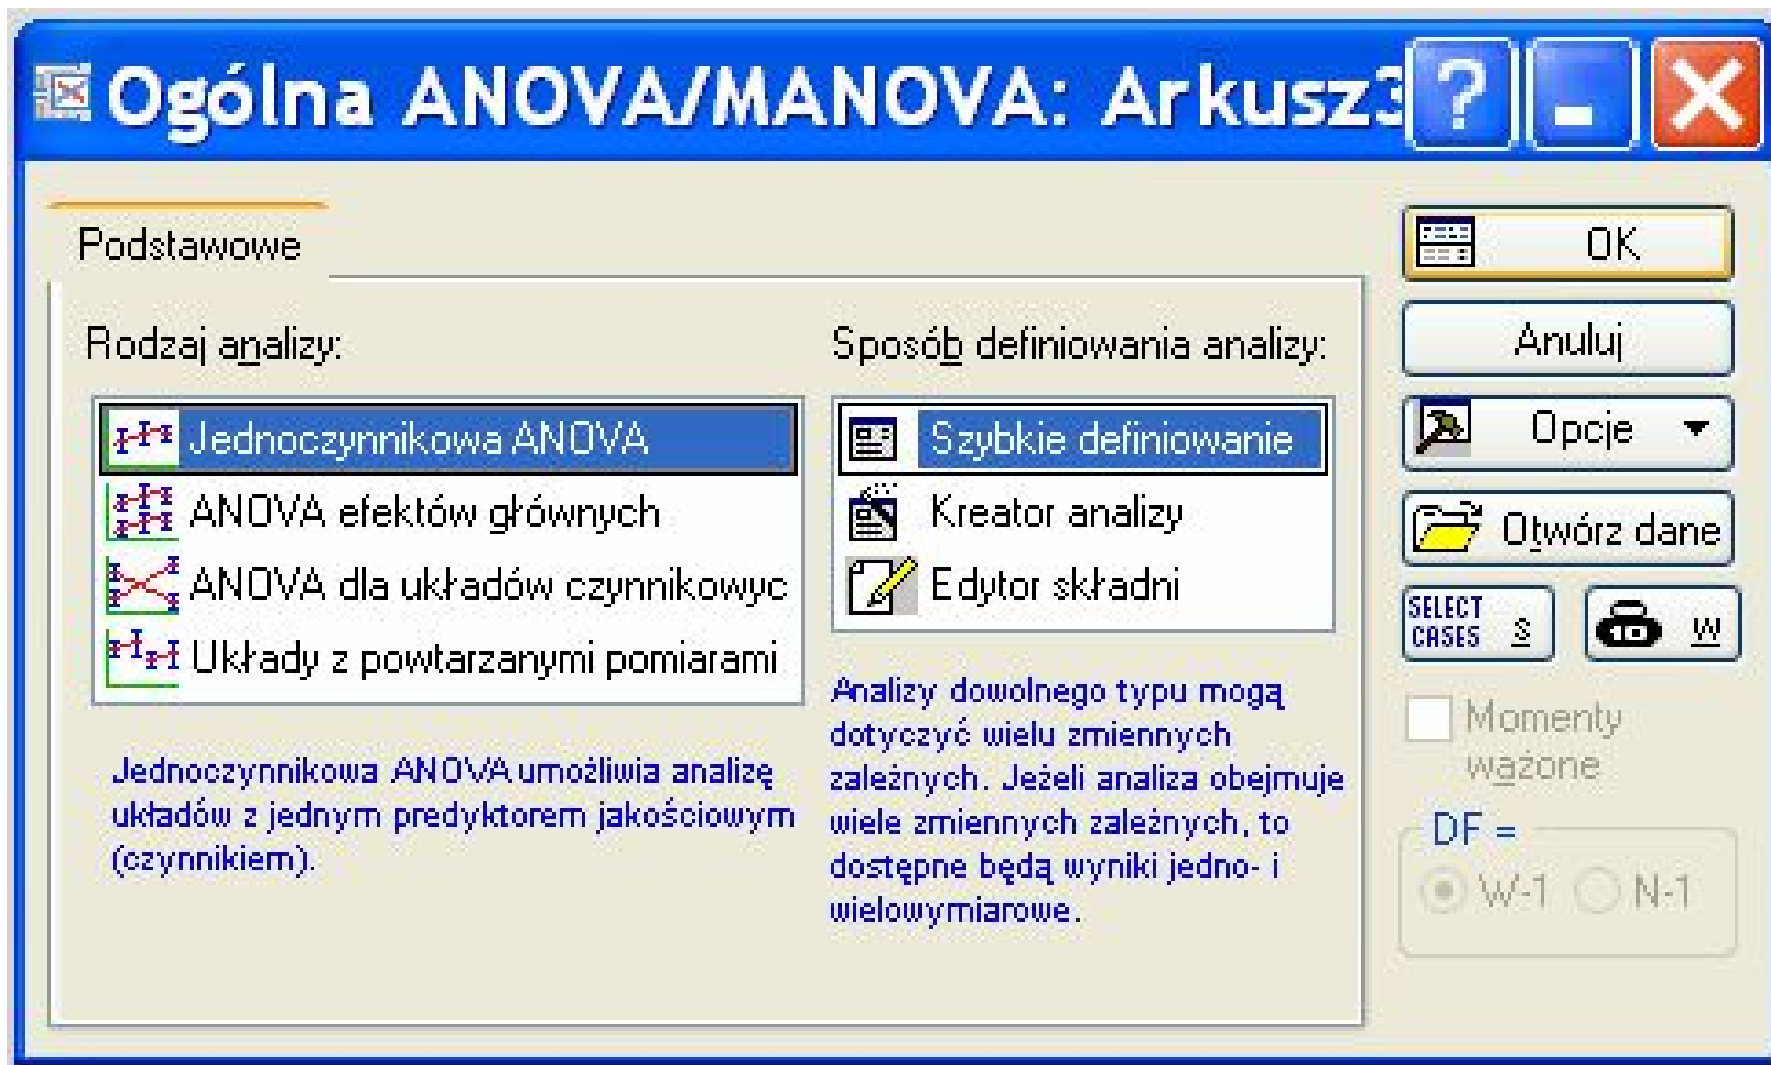 Ogólna ANOVA/MANOVA: Arkusz3
Podstawowe
Rodzaj analizy:
Jednoczynnikowa ANOVA
ANOVA efektów głównych
ANOVA dla układów czynnikowyc
Układy z powtarzanymi pomiarami
Jednoczynnikowa ANOVA umożliwia analizę
układów z jednym predyktorem jakościowym
(czynnikiem).
Sposób definiowania analizy:
Szybkie definiowanie
Kreator analizy
Edytor składni
Analizy dowolnego typu mogą
dotyczyć wielu zmiennych
zależnych. Jeżeli analiza obejmuje
wiele zmiennych zależnych, to
dostępne będą wyniki jedno- i
wielowymiarowe.
OK
Anuluj
Opcje
Otwórz dane
SELECT
CASES S
W
Momenty
ważone
DF =
W-1 N-1